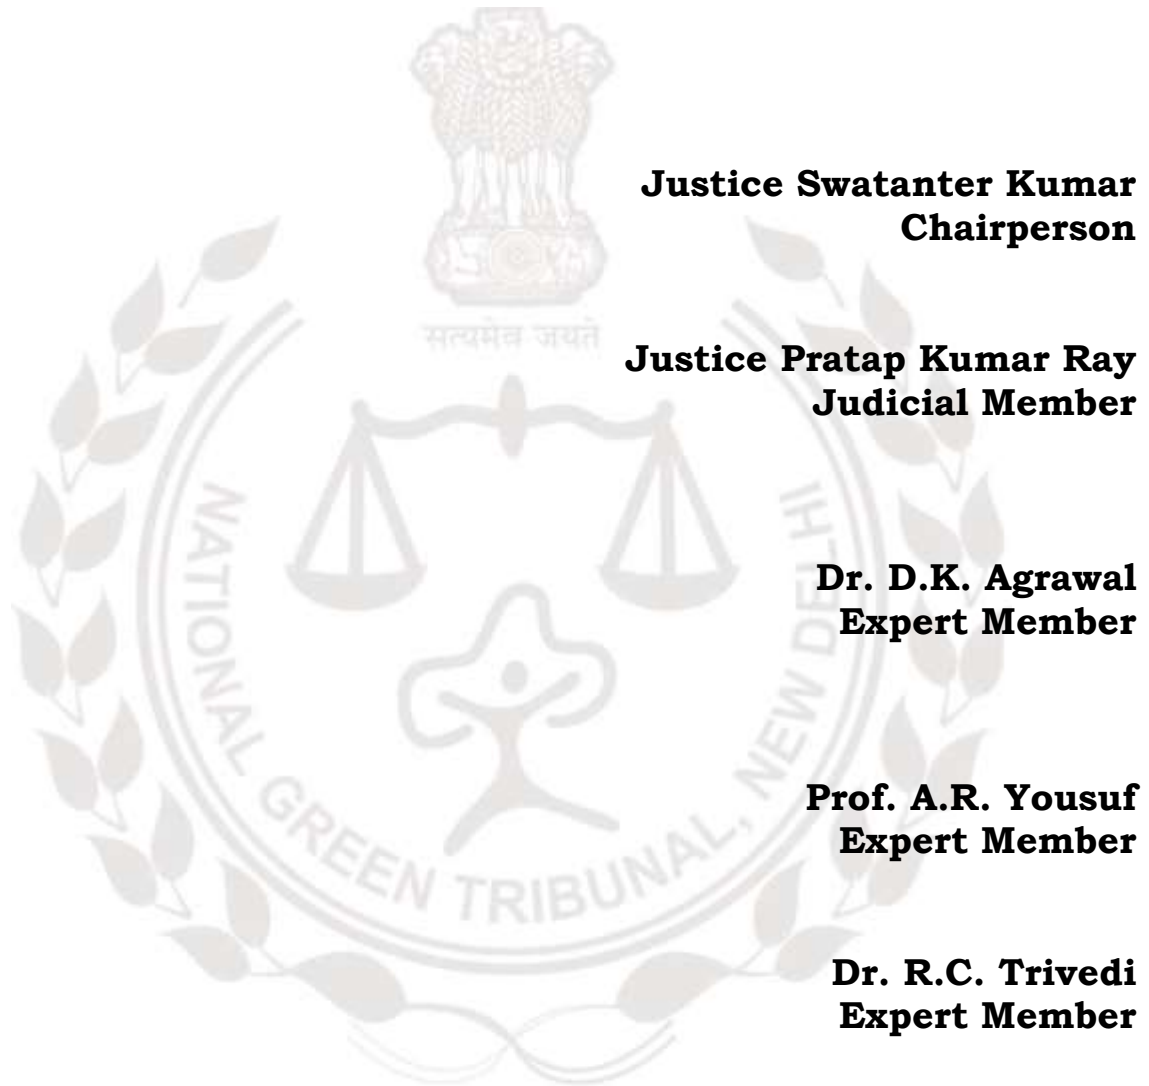 सत्यमेव जयते
Justice Swatanter Kumar
Chairperson
Justice Pratap Kumar Ray
Judicial Member
Dr. D.K. Agrawal
Expert Member
Prof. A.R. Yousuf
Expert Member
Dr. R.C. Trivedi
Expert Member
NATIONAL GREEN TRIBUNAL, NEW DELHI